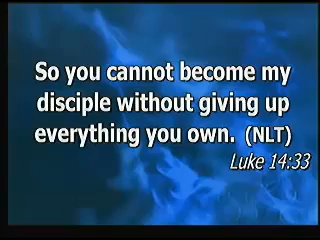 So you cannot become my
disciple without giving up
everything you own. (NLT)
Luke 14:33